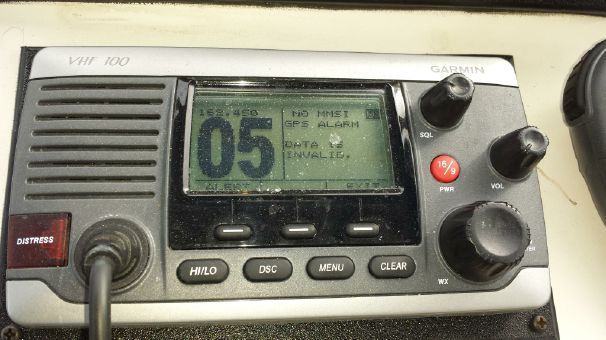 VHF 100
GARMIN
NO MMSI
GPS ALARM
05
DATA IS
INVALID.
EXIT
SQL
16/9
PWR
VOL
DISTRESS
HI/LO
DSC
MENU
CLEAR
WX